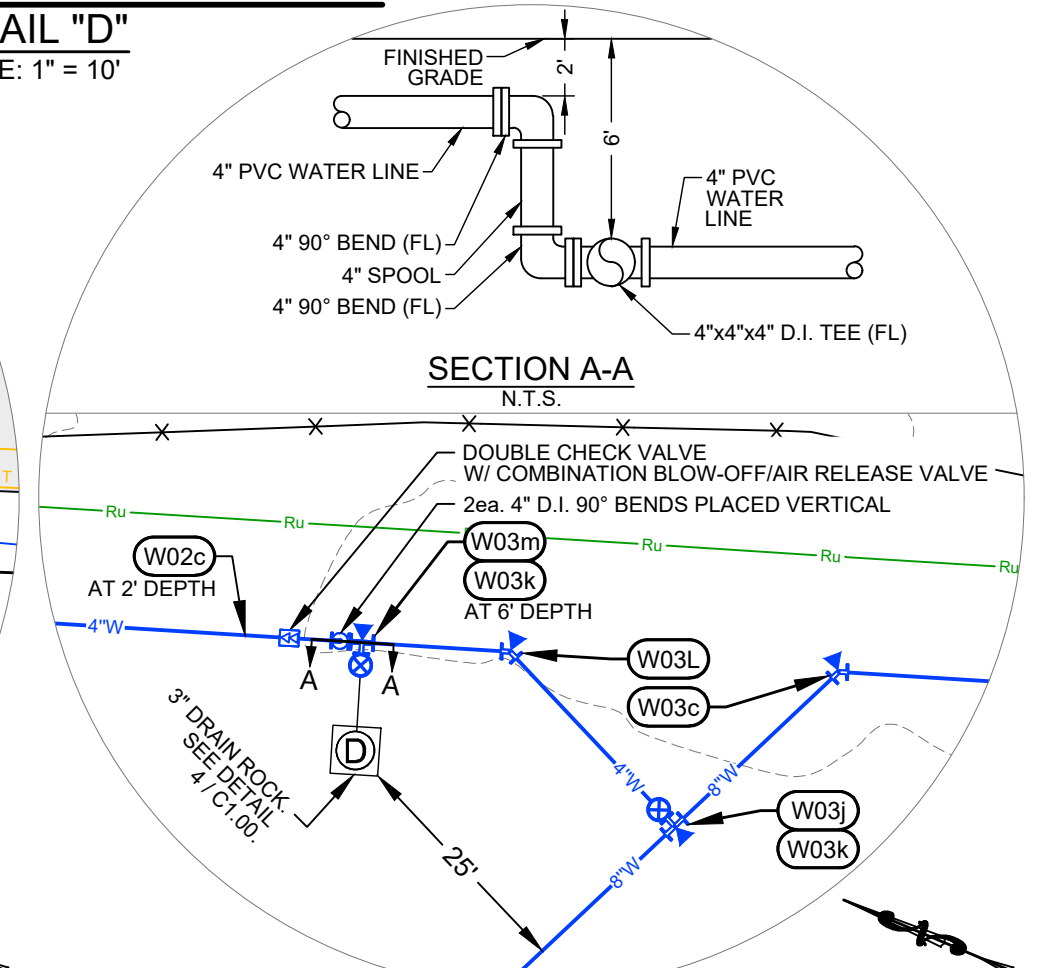 AIL "D"
E: 1" = 10'
FINISHED
GRADE
2'
6'
4" PVC WATER LINE
4" PVC
WATER
LINE
4" 90° BEND (FL)
4" SPOOL
4" 90° BEND (FL)
4"x4"x4" D.I. TEE (FL)
SECTION A-A
N.T.S.
DOUBLE CHECK VALVE
W/ COMBINATION BLOW-OFF/AIR RELEASE VALVE
2ea. 4" D.I. 90° BENDS PLACED VERTICAL
T
Ru
Ru
Ru
Ru
Ru
W02c
AT 2' DEPTH
W03m
W03k
AT 6' DEPTH
4"W
A
A
W03L
W03c
3" DRAIN ROCK.
SEE DETAIL
4 / C1.00.
D
4"W
8"W
W03j
W03k
25'
8"W